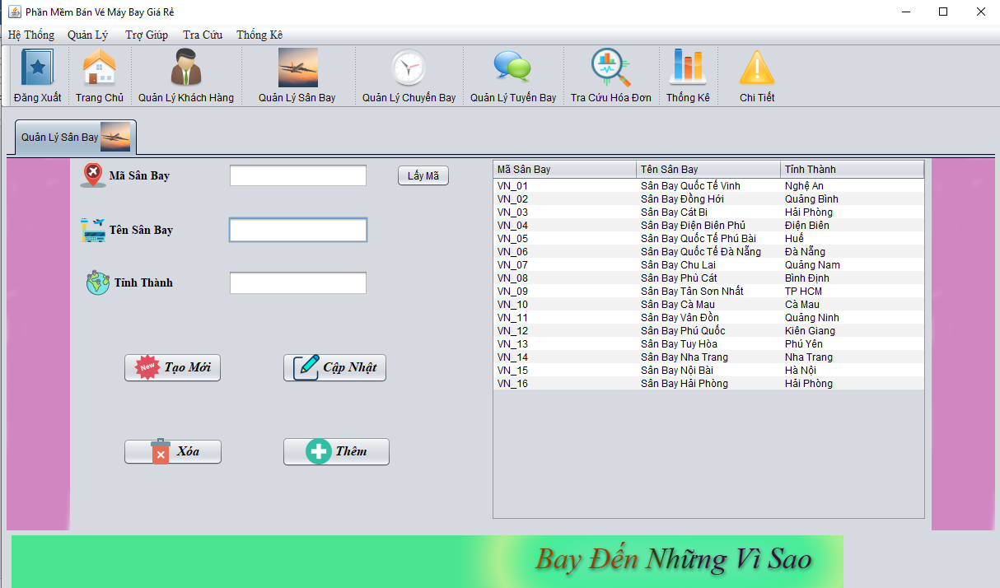 Phần Mềm Bán Vé Máy Bay Giá Rẻ
Hệ Thống Quản Lý Trợ Giúp Tra Cứu Thống Kê
Đăng Xuất Trang Chủ Quản Lý Khách Hàng Quản Lý Sân Bay Quản Lý Chuyến Bay Quản Lý Tuyến Bay Tra Cứu Hóa Đơn Thống Kê Chi Tiết
Quản Lý Sân Bay
Mã Sân Bay Lấy Mã
Tên Sân Bay
Tỉnh Thành
New Tạo Mới Cập Nhật
Xóa Thêm
Mã Sân Bay Tên Sân Bay Tỉnh Thành
VN_01 Sân Bay Quốc Tế Vinh Nghệ An
VN_02 Sân Bay Đồng Hới Quảng Bình
VN_03 Sân Bay Cát Bi Hải Phòng
VN_04 Sân Bay Điện Biên Phủ Điện Biên
VN_05 Sân Bay Quốc Tế Phú Bài Huế
VN_06 Sân Bay Quốc Tế Đà Nẵng Đà Nẵng
VN_07 Sân Bay Chu Lai Quảng Nam
VN_08 Sân Bay Phù Cát Bình Định
VN_09 Sân Bay Tân Sơn Nhất TP HCM
VN_10 Sân Bay Cà Mau Cà Mau
VN_11 Sân Bay Vân Đồn Quảng Ninh
VN_12 Sân Bay Phú Quốc Kiên Giang
VN_13 Sân Bay Tuy Hòa Phú Yên
VN_14 Sân Bay Nha Trang Nha Trang
VN_15 Sân Bay Nội Bài Hà Nội
VN_16 Sân Bay Hải Phòng Hải Phòng
Bay Đến Những Vì Sao